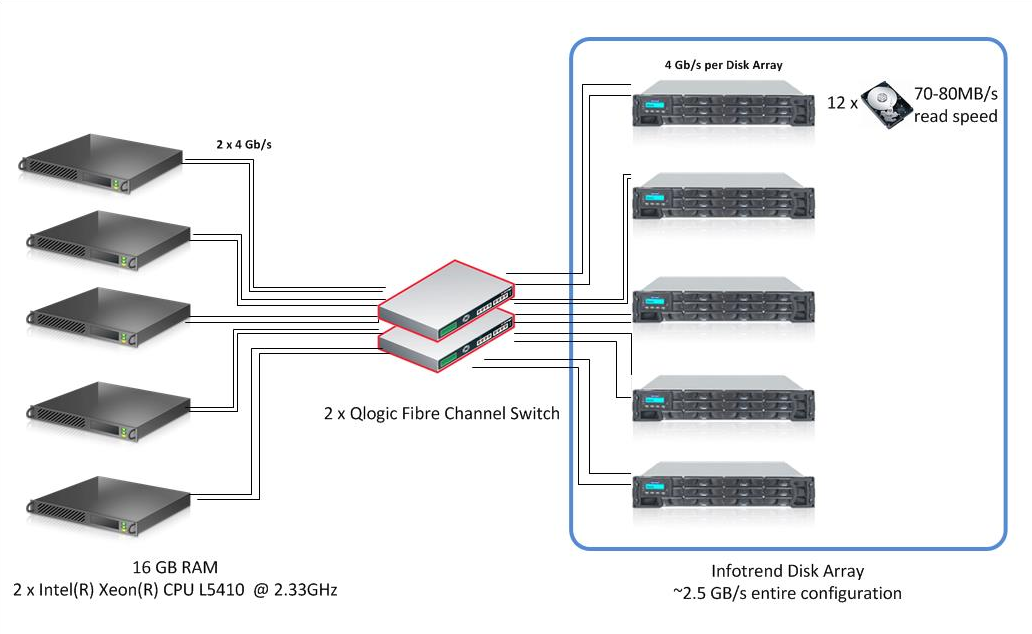 4 Gb/s per Disk Array
12 x
70-80MB/s
read speed
2 x 4 Gb/s
2 x Qlogic Fibre Channel Switch
16 GB RAM
2 x Intel(R) Xeon(R) CPU L5410 @ 2.33GHz
Infotrend Disk Array
~2.5 GB/s entire configuration